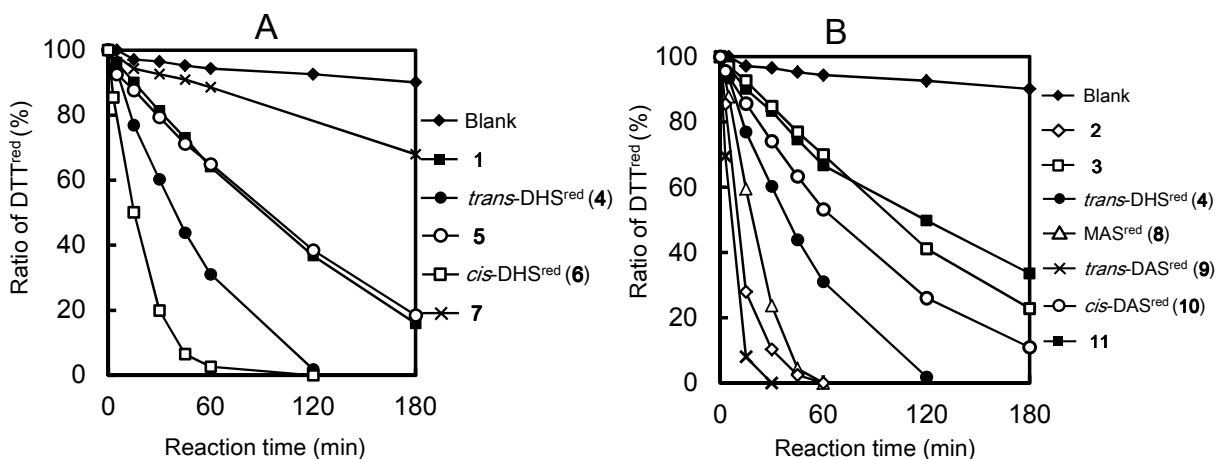 A
Ratio of DTTʳᵉᵈ (%)
100
80
60
40
20
0
0 60 120 180
Reaction time (min)
Blank
1
trans-DHSʳᵉᵈ (4)
5
cis-DHSʳᵉᵈ (6)
7
B
Ratio of DTTʳᵉᵈ (%)
100
80
60
40
20
0
0 60 120 180
Reaction time (min)
Blank
2
3
trans-DHSʳᵉᵈ (4)
MASʳᵉᵈ (8)
trans-DASʳᵉᵈ (9)
cis-DASʳᵉᵈ (10)
11